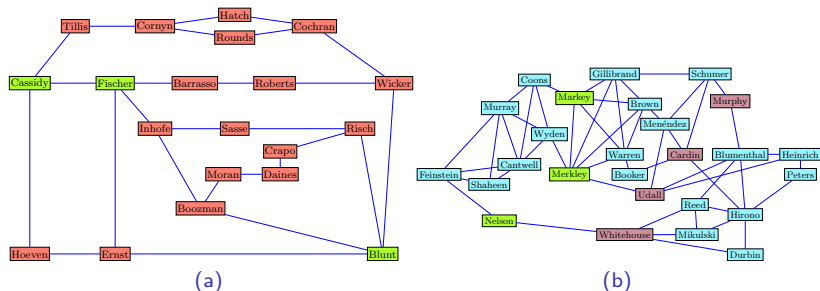 Hatch
Tillis Cornyn Cochran
Rounds
Cassidy Fischer Barrasso Roberts Wicker
Inhofe Sasse Risch
Crapo
Moran Daines
Boozman
Hoeven Ernst Blunt
(a)
Gillibrand Schumer
Coons
Markey Murphy
Murray Brown
Menéndez
Wyden
Warren Cardin Blumenthal Heinrich
Cantwell
Feinstein Merkley Booker Peters
Shaheen
Udall
Reed
Nelson Hirono
Whitehouse Mikulski
Durbin
(b)